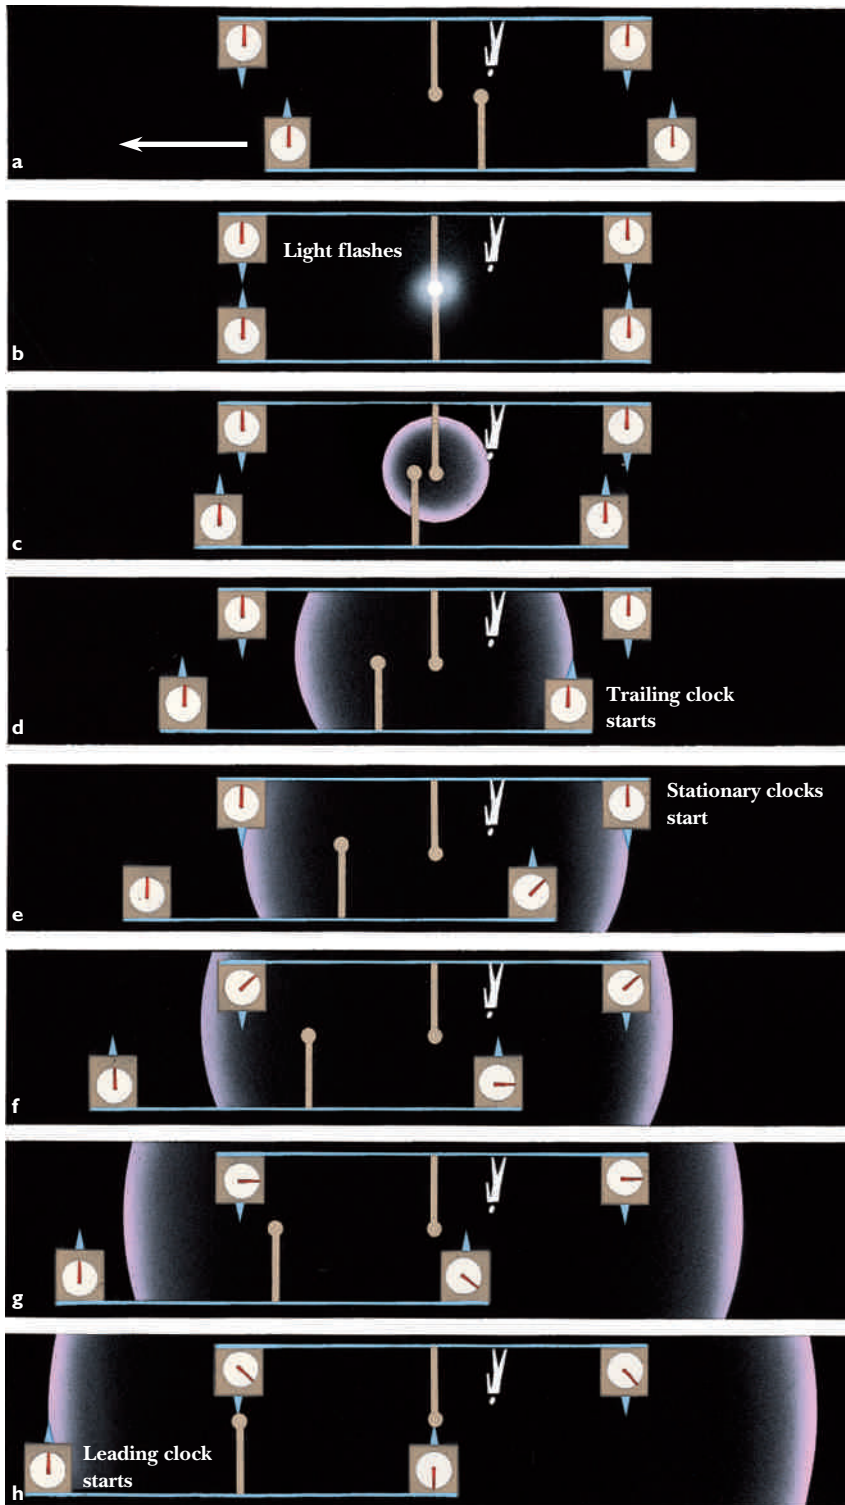 a
Light flashes
b
c
Trailing clock
starts
d
Stationary clocks
start
e
f
g
Leading clock
starts
h